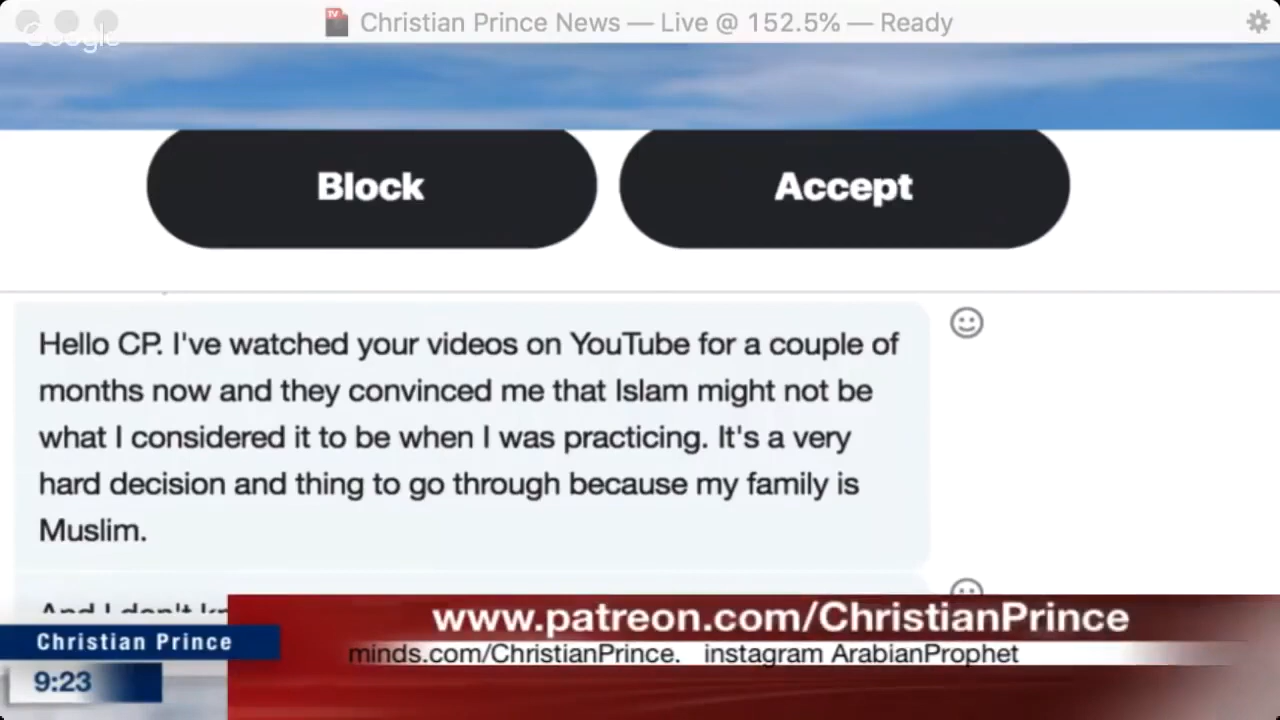 Christian Prince News — Live @ 152.5% — Ready
Google
Block
Accept
Hello CP. I've watched your videos on YouTube for a couple of
months now and they convinced me that Islam might not be
what I considered it to be when I was practicing. It's a very
hard decision and thing to go through because my family is
Muslim.
And I don't
www.patreon.com/ChristianPrince
Christian Prince
minds.com/ChristianPrince. instagram ArabianProphet
9:23